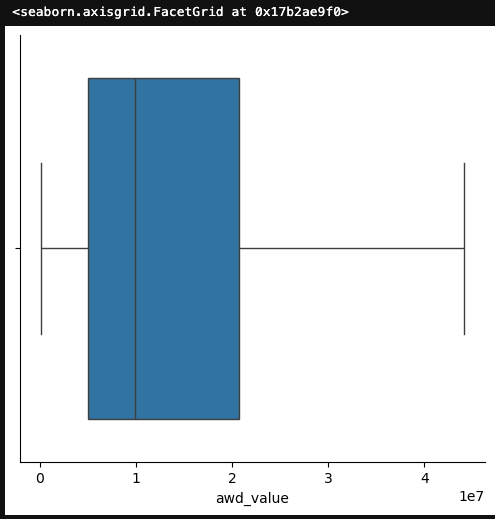 <seaborn.axisgrid.FacetGrid at 0x17b2ae9f0>
0 1 2 3 4
1e7
awd_value